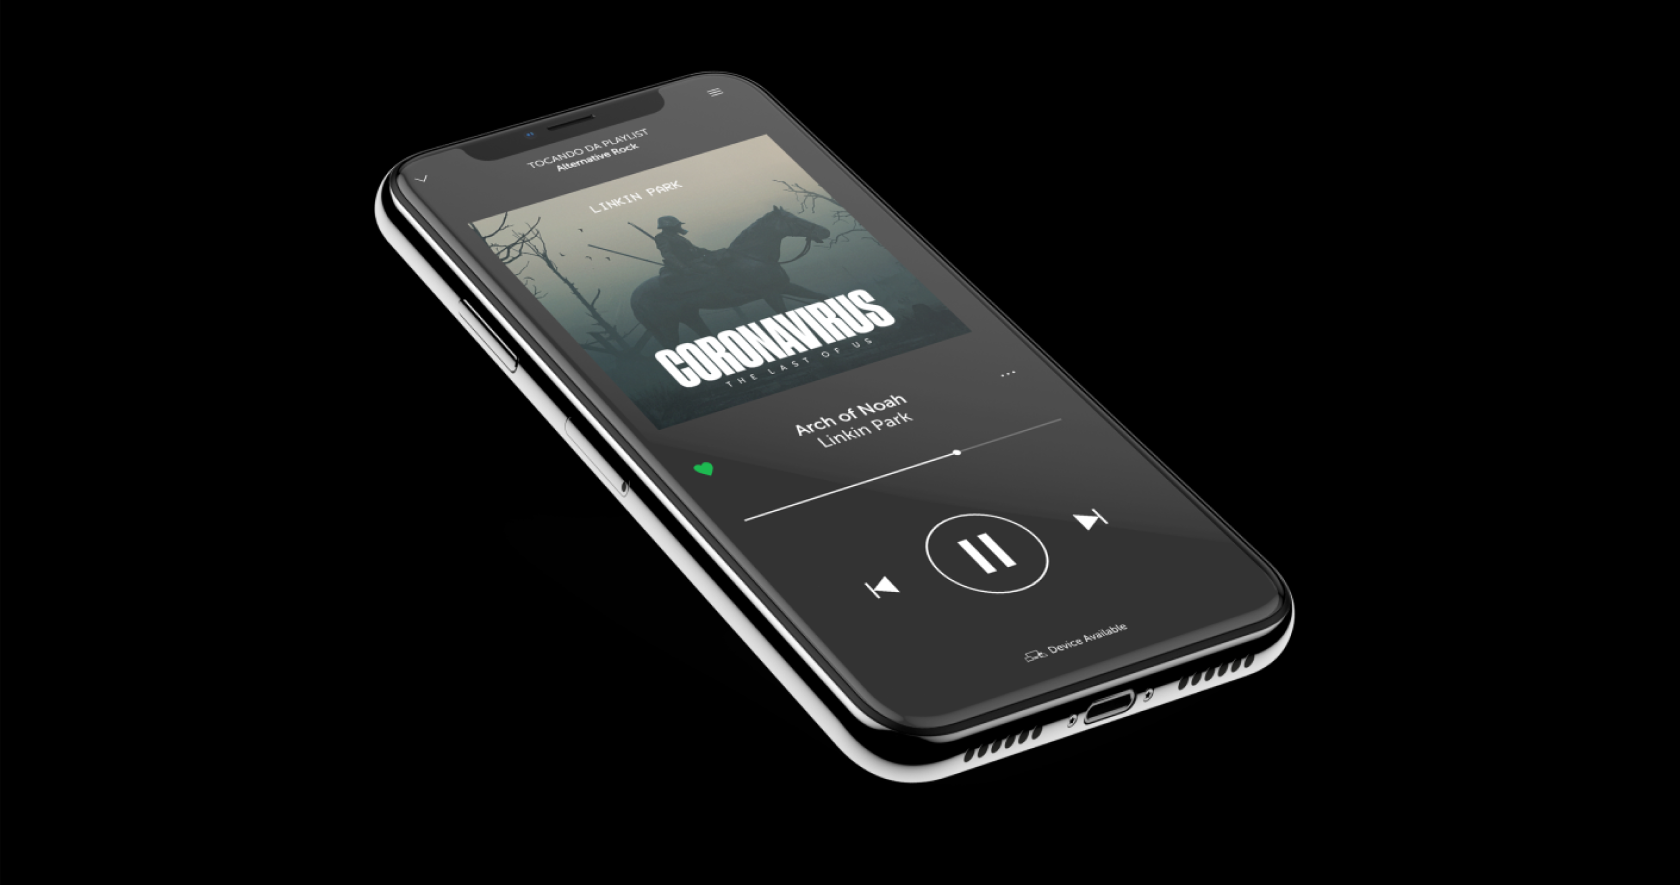 TOCANDO DA PLAYLIST
Alternative Rock
LINKIN PARK
CORONAVIRUS
THE LAST OF US
Arch of Noah
Linkin Park
Device Available